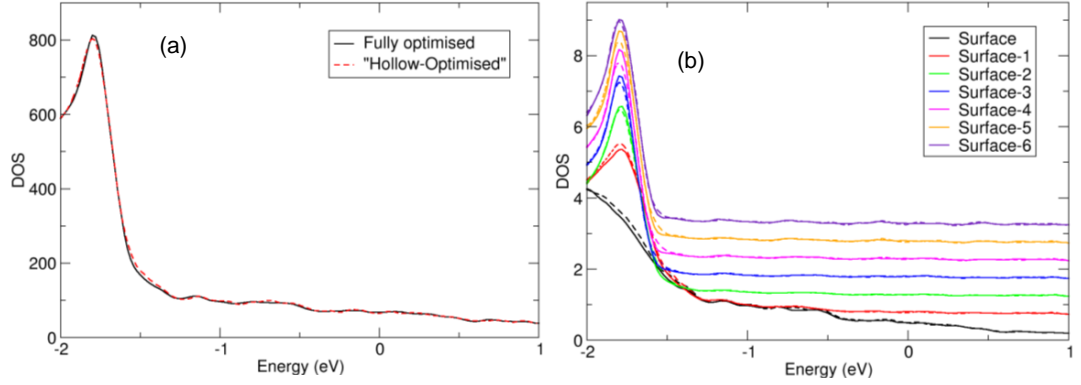 (a)
Fully optimised
"Hollow-Optimised"
DOS
800
600
400
200
0
-2
-1
0
1
Energy (eV)
(b)
Surface
Surface-1
Surface-2
Surface-3
Surface-4
Surface-5
Surface-6
DOS
8
6
4
2
0
-2
-1
0
1
Energy (eV)